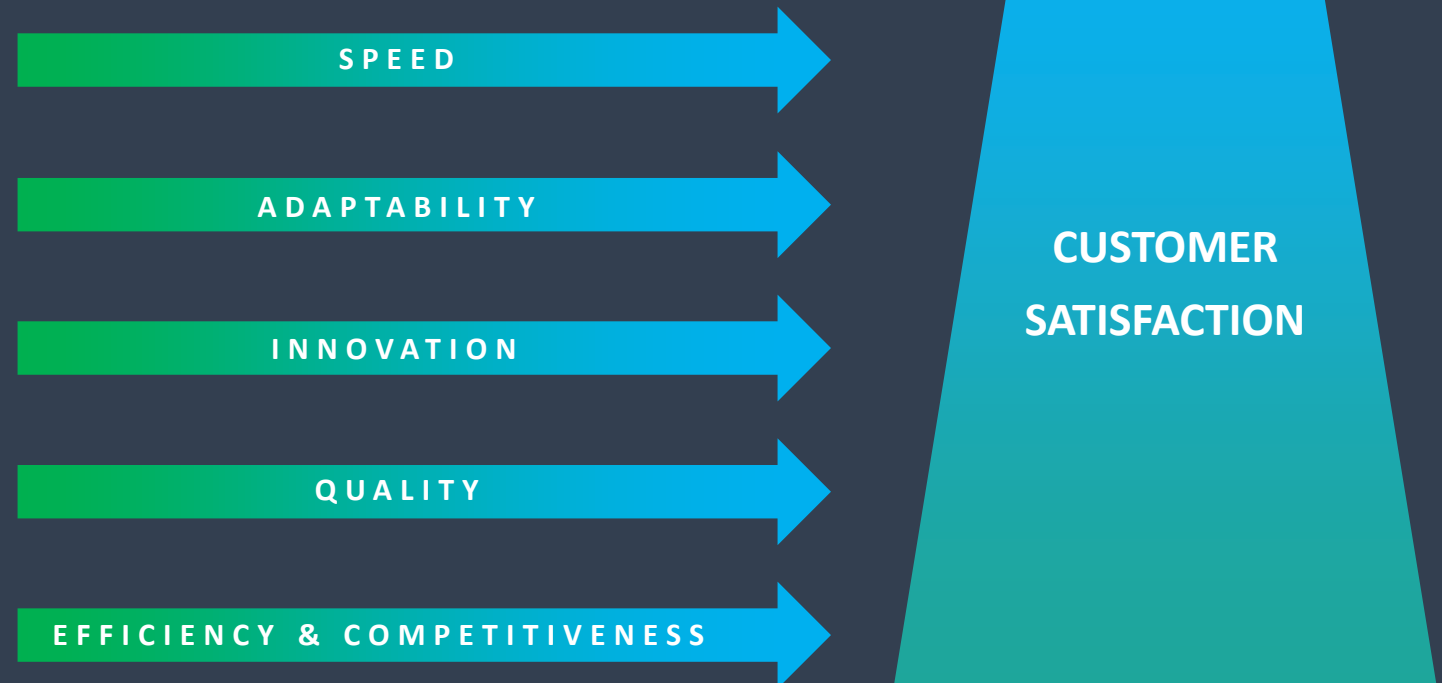 SPEED
ADAPTABILITY
INNOVATION
QUALITY
EFFICIENCY & COMPETITIVENESS
CUSTOMER
SATISFACTION